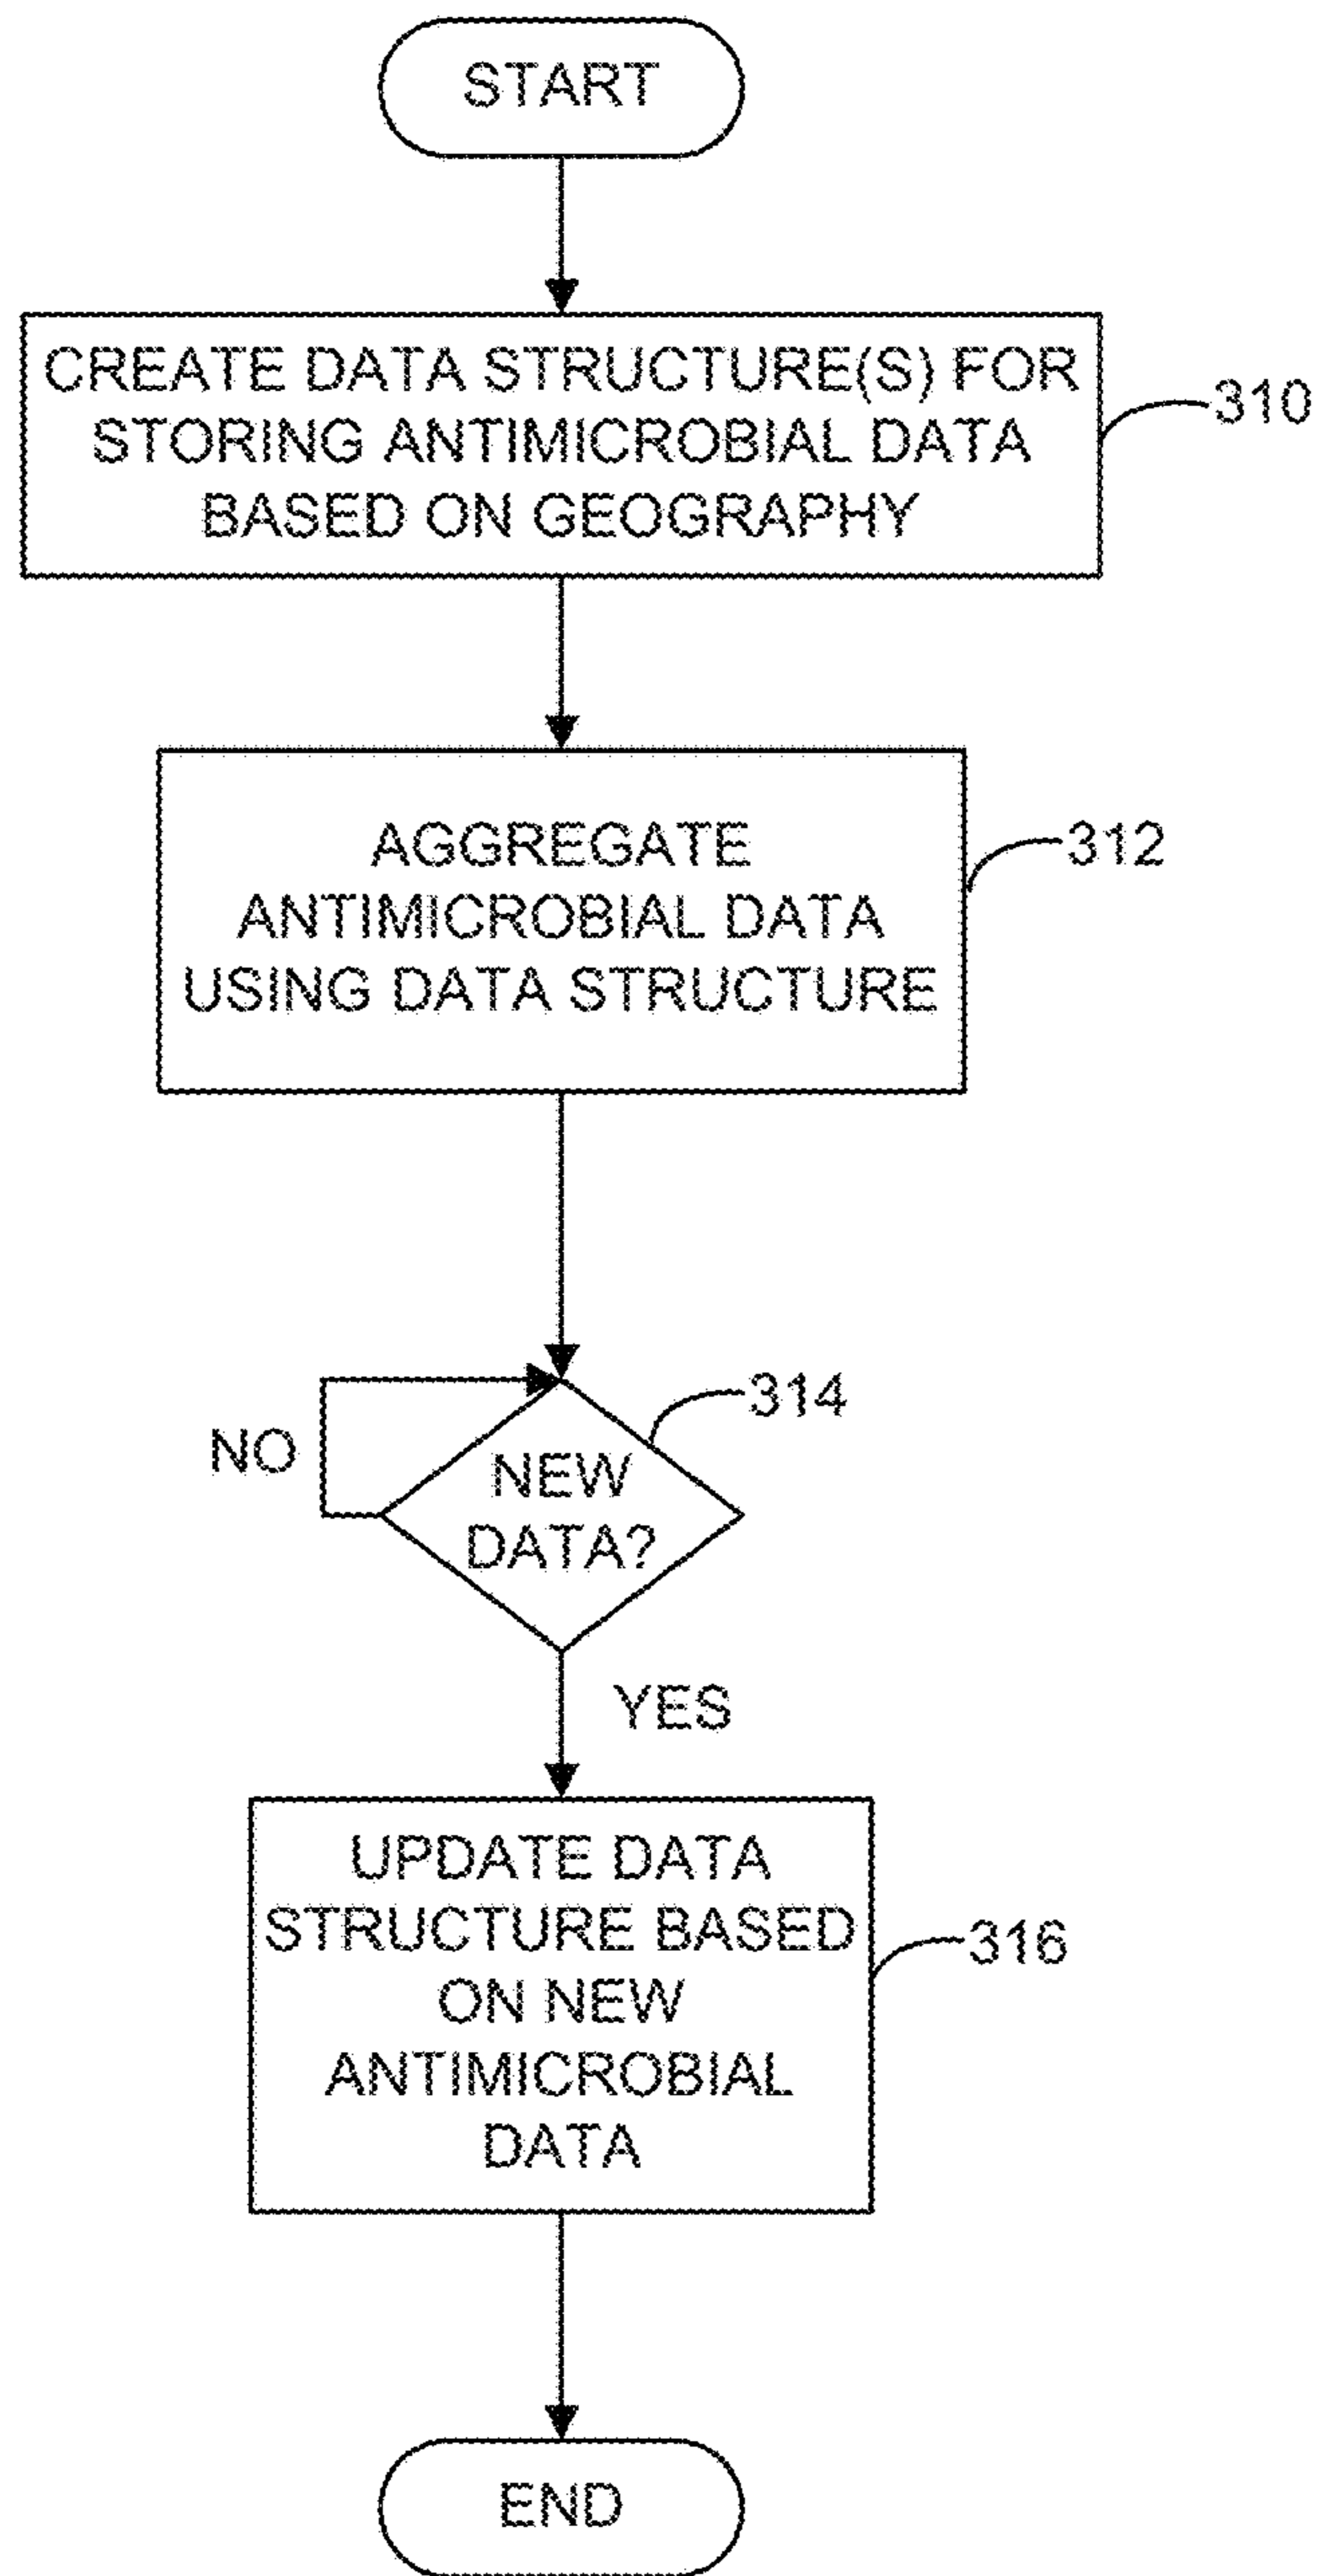 START
CREATE DATA STRUCTURE(S) FOR
STORING ANTIMICROBIAL DATA
BASED ON GEOGRAPHY
310
AGGREGATE
ANTIMICROBIAL DATA
USING DATA STRUCTURE
312
314
NO
NEW
DATA?
YES
UPDATE DATA
STRUCTURE BASED
ON NEW
ANTIMICROBIAL
DATA
316
END